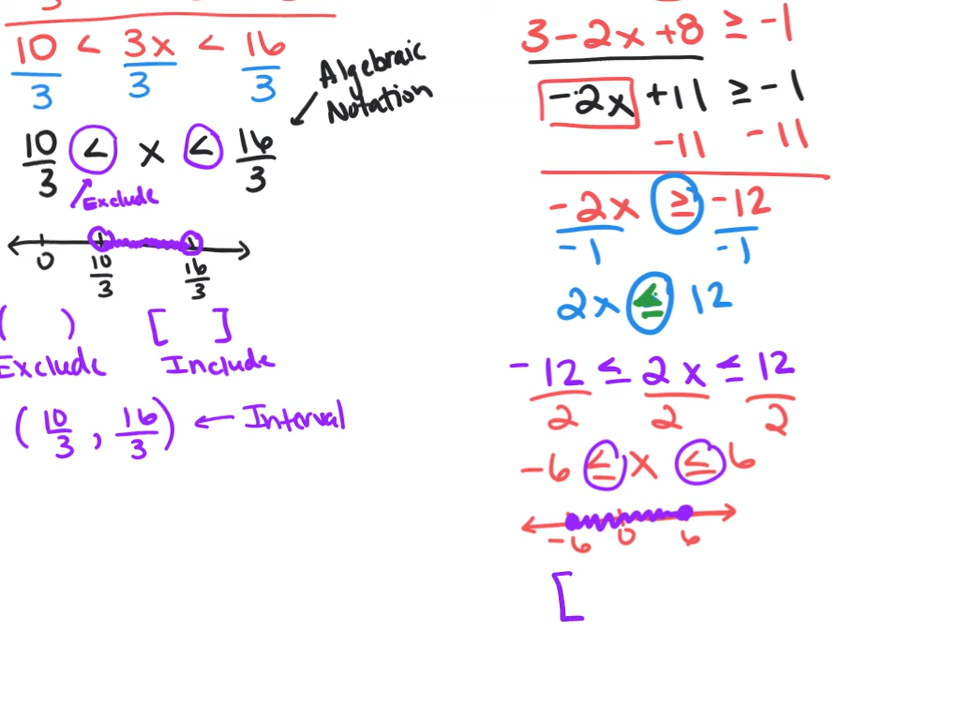 10/3 < 3x/3 < 16/3
Algebraic
Notation
10/3 < x < 16/3
Exclude
0 10/3 16/3
( ) [ ]
Exclude Include
(10/3, 16/3) ← Interval
3 - 2x + 8 ≥ -1
-2x + 11 ≥ -1
-11 -11
-2x/-1 ≥ -12/-1
2x ≤ 12
-12/2 ≤ 2x/2 ≤ 12/2
-6 ≤ x ≤ 6
-6 0 6
[